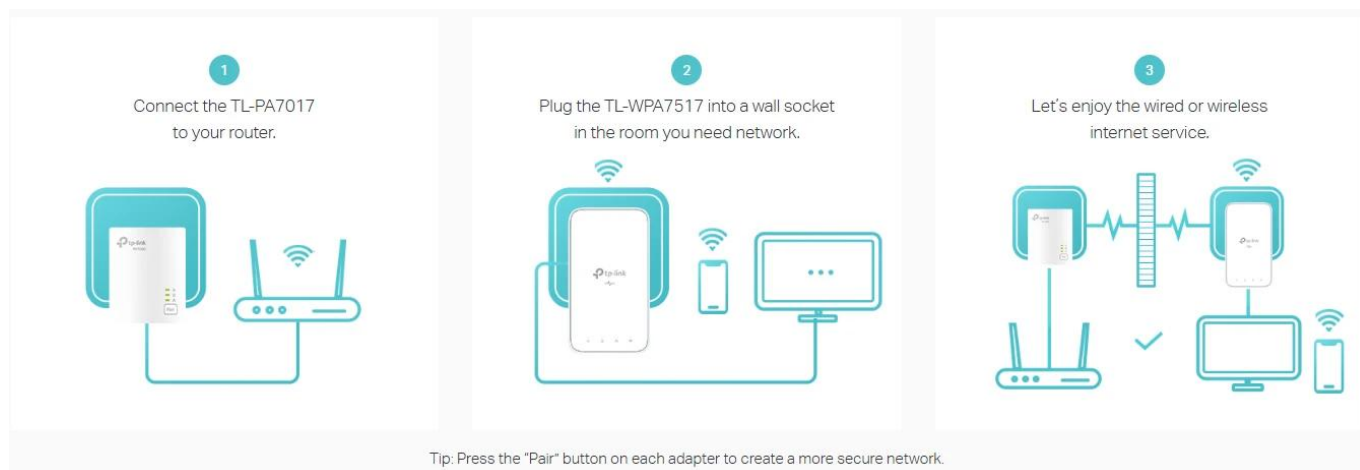 1
Connect the TL-PA7017
to your router.
tp-link
Pair
2
Plug the TL-WPA7517 into a wall socket
in the room you need network.
tp-link
3
Let's enjoy the wired or wireless
internet service.
tp-link
tp-link
Tip: Press the "Pair" button on each adapter to create a more secure network.